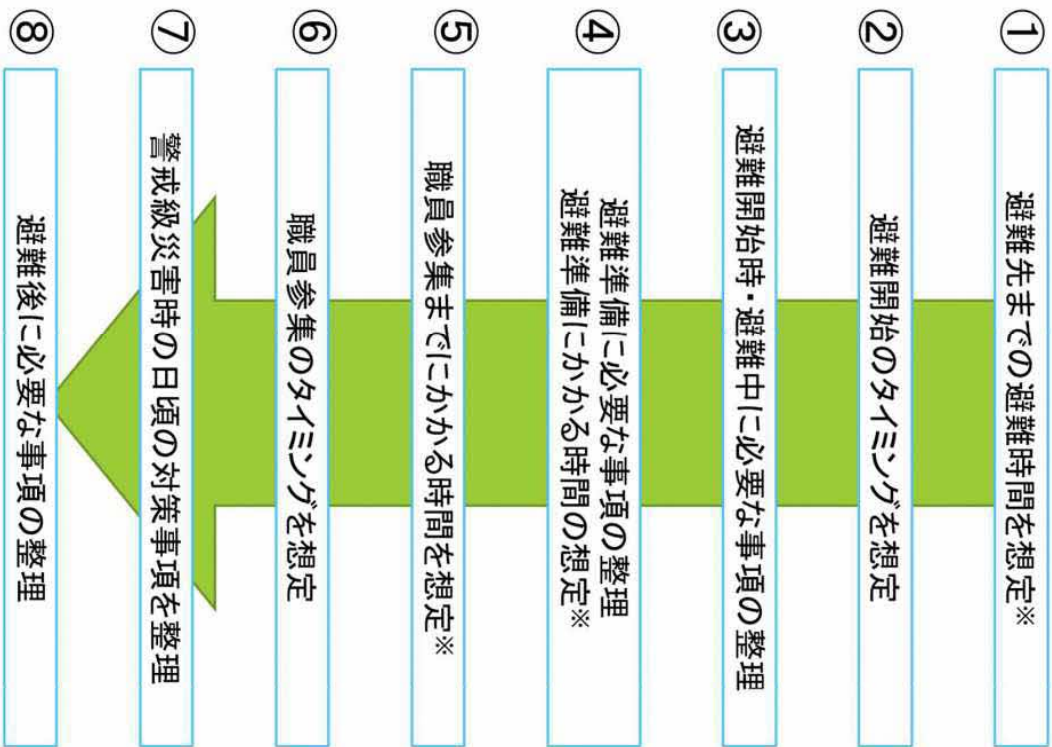 ① 避難先までの避難時間を想定※
② 避難開始のタイミングを想定
③ 避難開始時・避難中に必要な事項の整理
④ 避難準備に必要な事項の整理
避難準備にかかる時間の想定※
⑤ 職員参集までにかかる時間を想定※
⑥ 職員参集のタイミングを想定
⑦ 警戒級災害時の日頃の対策事項を整理
⑧ 避難後に必要な事項の整理